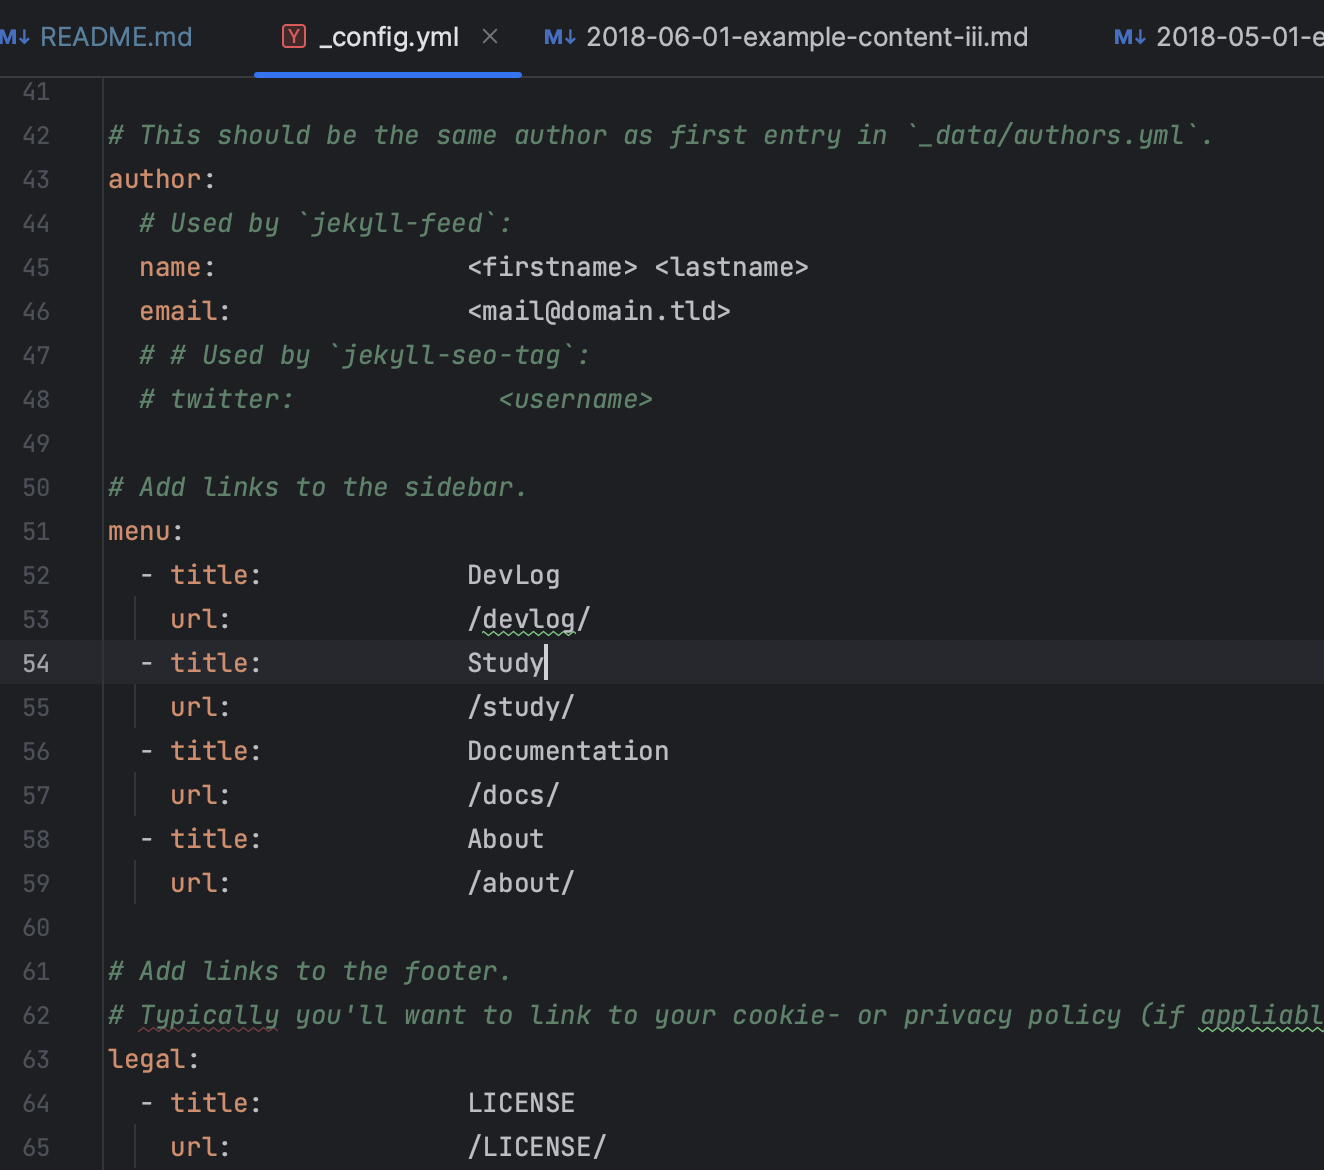 M↓ README.md   Y _config.yml ×   M↓ 2018-06-01-example-content-iii.md   M↓ 2018-05-01-e
41
42 # This should be the same author as first entry in `_data/authors.yml`.
43 author:
44   # Used by `jekyll-feed`:
45   name:                <firstname> <lastname>
46   email:               <mail@domain.tld>
47   # # Used by `jekyll-seo-tag`:
48   # twitter:             <username>
49
50 # Add links to the sidebar.
51 menu:
52   - title:             DevLog
53     url:               /devlog/
54   - title:             Study
55     url:               /study/
56   - title:             Documentation
57     url:               /docs/
58   - title:             About
59     url:               /about/
60
61 # Add links to the footer.
62 # Typically you'll want to link to your cookie- or privacy policy (if appliabl
63 legal:
64   - title:             LICENSE
65     url:               /LICENSE/